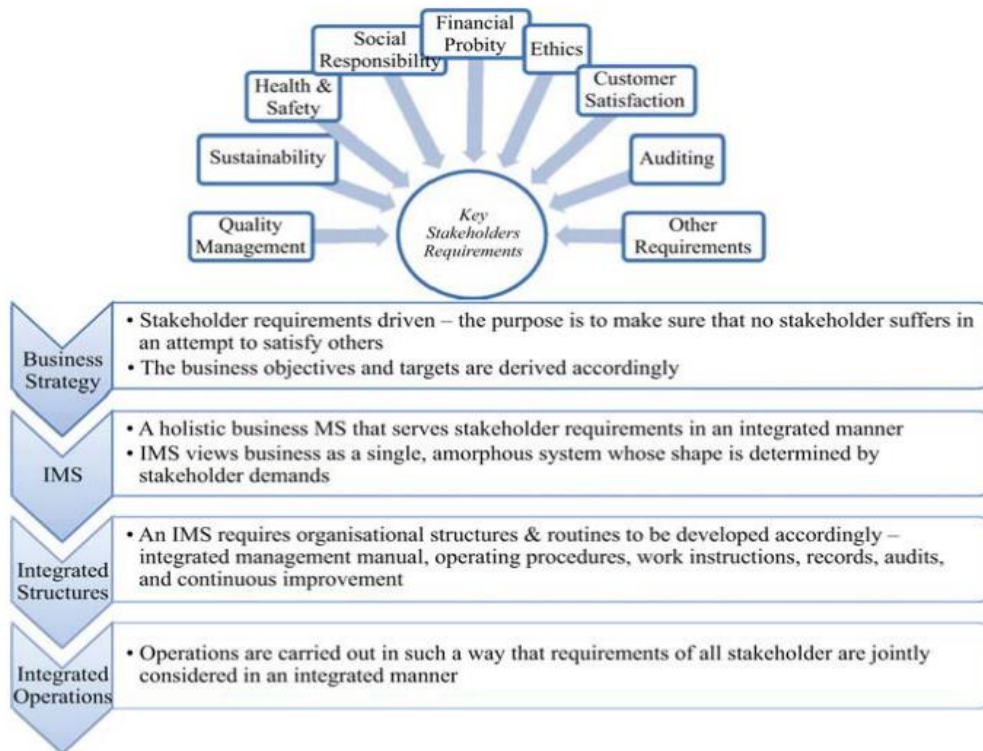 Financial
Probity
Social
Responsibility
Ethics
Health &
Safety
Customer
Satisfaction
Sustainability
Auditing
Quality
Management
Key
Stakeholders
Requirements
Other
Requirements
Business
Strategy
• Stakeholder requirements driven – the purpose is to make sure that no stakeholder suffers in
an attempt to satisfy others
• The business objectives and targets are derived accordingly
IMS
• A holistic business MS that serves stakeholder requirements in an integrated manner
• IMS views business as a single, amorphous system whose shape is determined by
stakeholder demands
Integrated
Structures
• An IMS requires organisational structures & routines to be developed accordingly –
integrated management manual, operating procedures, work instructions, records, audits,
and continuous improvement
Integrated
Operations
• Operations are carried out in such a way that requirements of all stakeholder are jointly
considered in an integrated manner